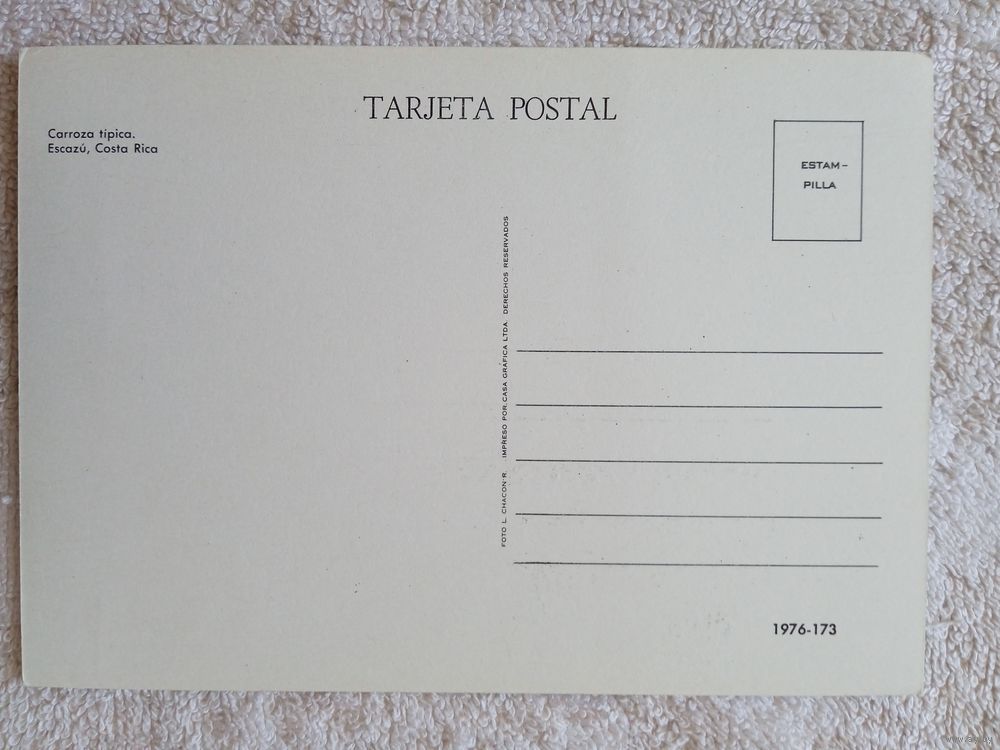 TARJETA POSTAL
Carroza típica.
Escazú, Costa Rica
ESTAM-
PILLA
FOTO L. CHACON R. IMPRESO POR CASA GRÁFICA LTDA. DERECHOS RESERVADOS
1976-173